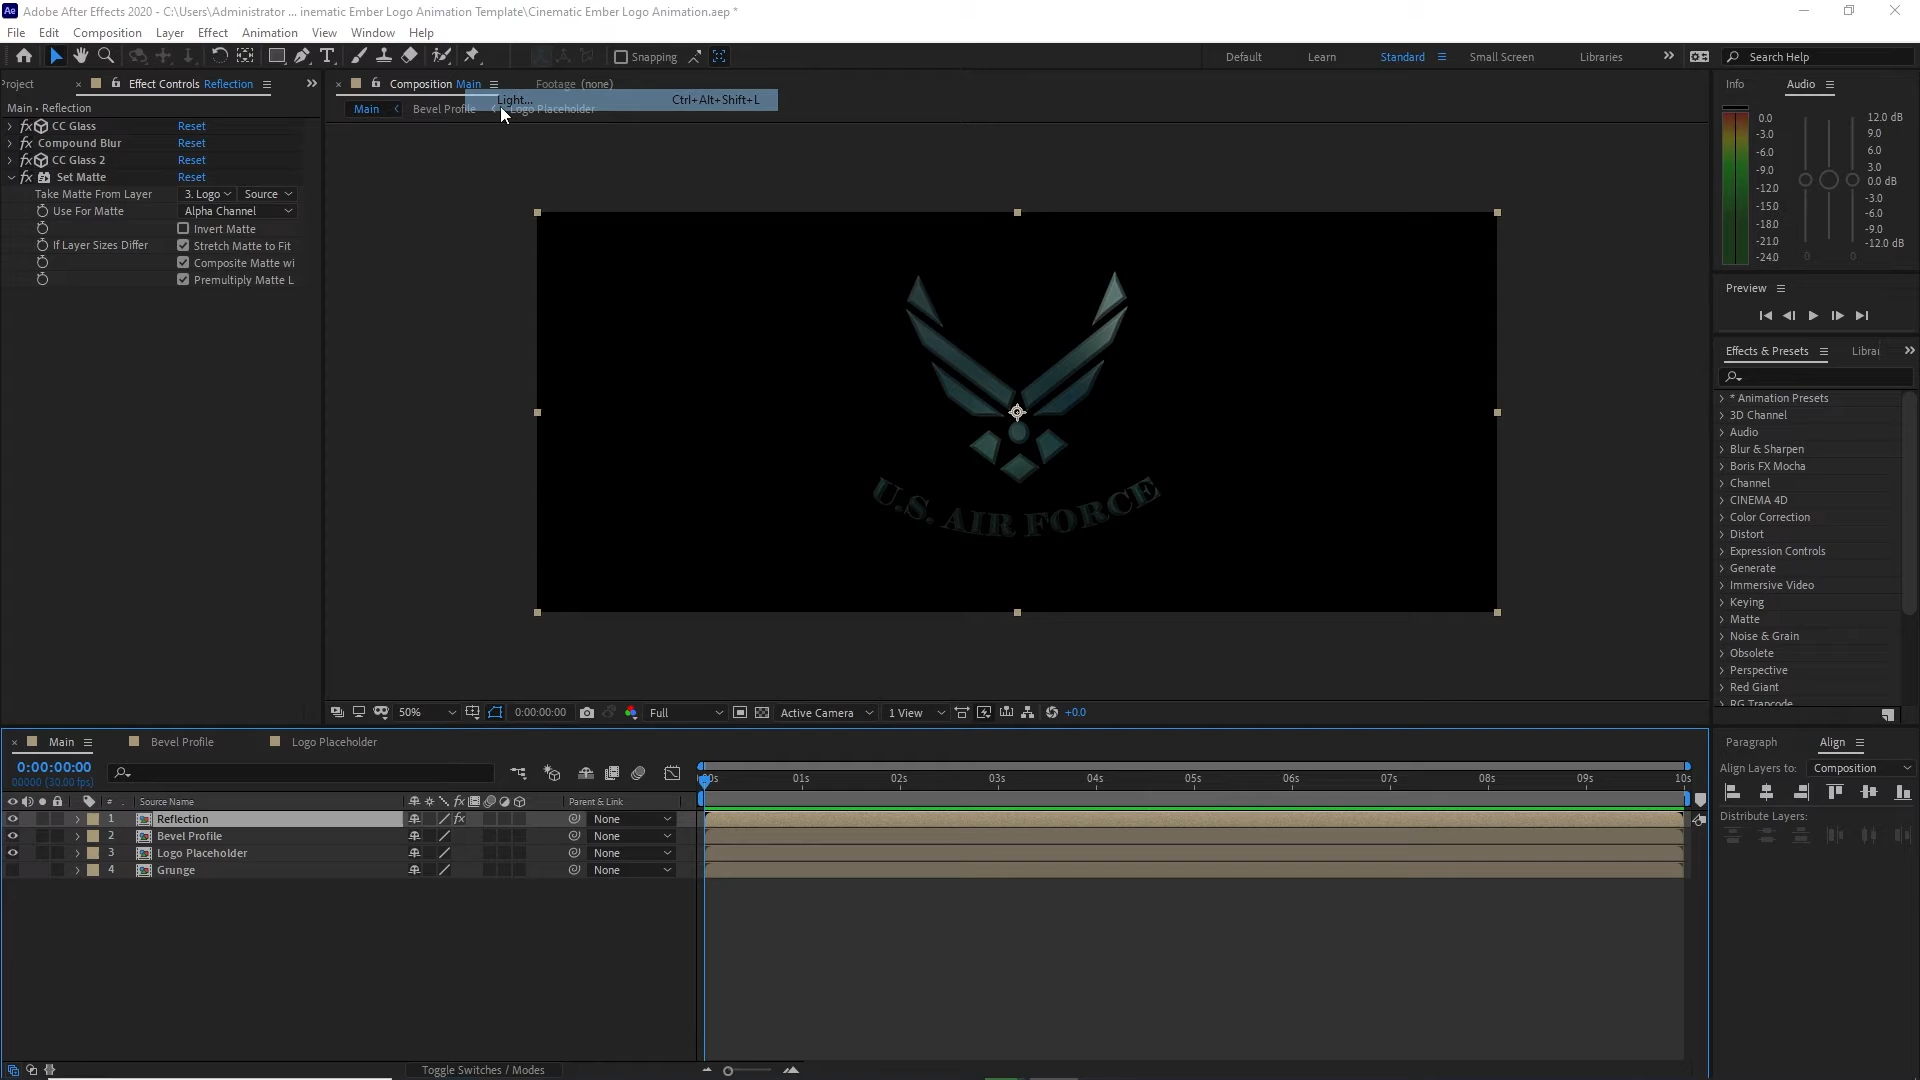 Adobe After Effects 2020 - C:\Users\Administrator ... inematic Ember Logo Animation Template\Cinematic Ember Logo Animation.aep *
File Edit Composition Layer Effect Animation View Window Help
Snapping Default Learn Standard Small Screen Libraries Search Help
Project Effect Controls Reflection Composition Main Footage (none) Info Audio
Light... Ctrl+Alt+Shift+L
Main • Reflection Main Bevel Profile Logo Placeholder
CC Glass Reset
Compound Blur Reset
CC Glass 2 Reset
Set Matte Reset
Take Matte From Layer 3. Logo Source
Use For Matte Alpha Channel
Invert Matte
If Layer Sizes Differ Stretch Matte to Fit
Composite Matte wi
Premultiply Matte L
U.S. AIR FORCE
0.0
-3.0
-6.0
-9.0
-12.0
-15.0
-18.0
-21.0
-24.0
0 0
12.0 dB
9.0
6.0
3.0
0.0 dB
-3.0
-6.0
-9.0
-12.0 dB
Preview
Effects & Presets Librar
* Animation Presets
3D Channel
Audio
Blur & Sharpen
Boris FX Mocha
Channel
CINEMA 4D
Color Correction
Distort
Expression Controls
Generate
Immersive Video
Keying
Matte
Noise & Grain
Obsolete
Perspective
Red Giant
RG Trapcode
50% 0:00:00:00 Full Active Camera 1 View +0.0
Main Bevel Profile Logo Placeholder
0:00:00:00
00000 (30.00 fps)
:00s 01s 02s 03s 04s 05s 06s 07s 08s 09s 10s
# . Source Name Parent & Link
1 Reflection None
2 Bevel Profile None
3 Logo Placeholder None
4 Grunge None
Toggle Switches / Modes
Paragraph Align
Align Layers to: Composition
Distribute Layers: